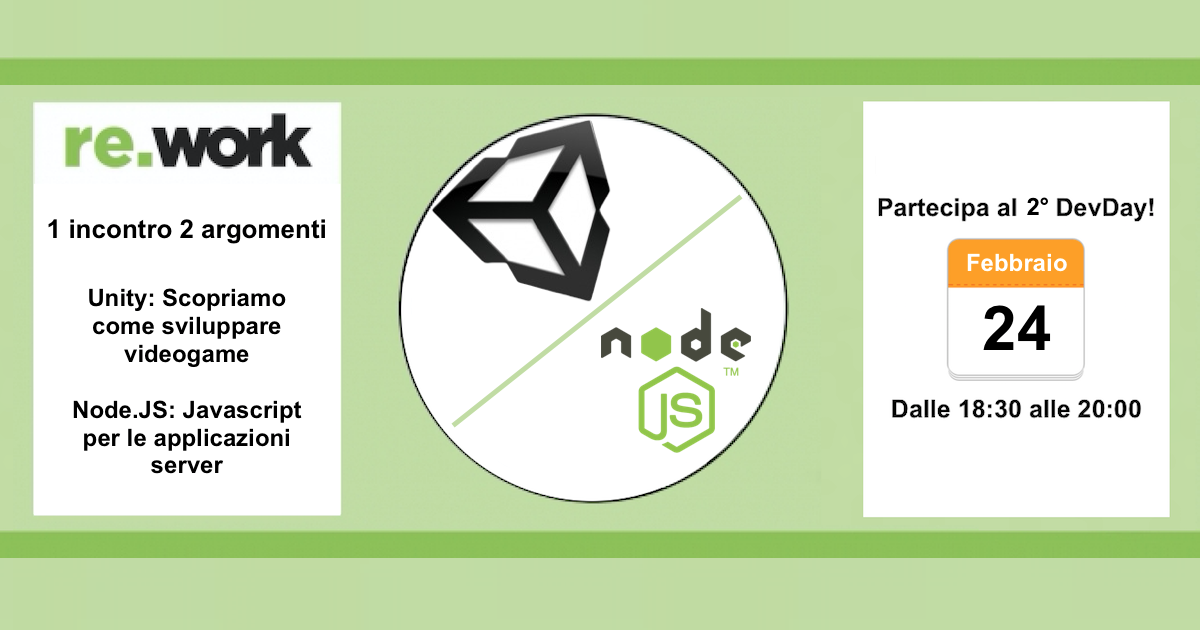 re.work
1 incontro 2 argomenti
Unity: Scopriamo
come sviluppare
videogame
Node.JS: Javascript
per le applicazioni
server
node
TM
JS
Partecipa al 2° DevDay!
Febbraio
24
Dalle 18:30 alle 20:00